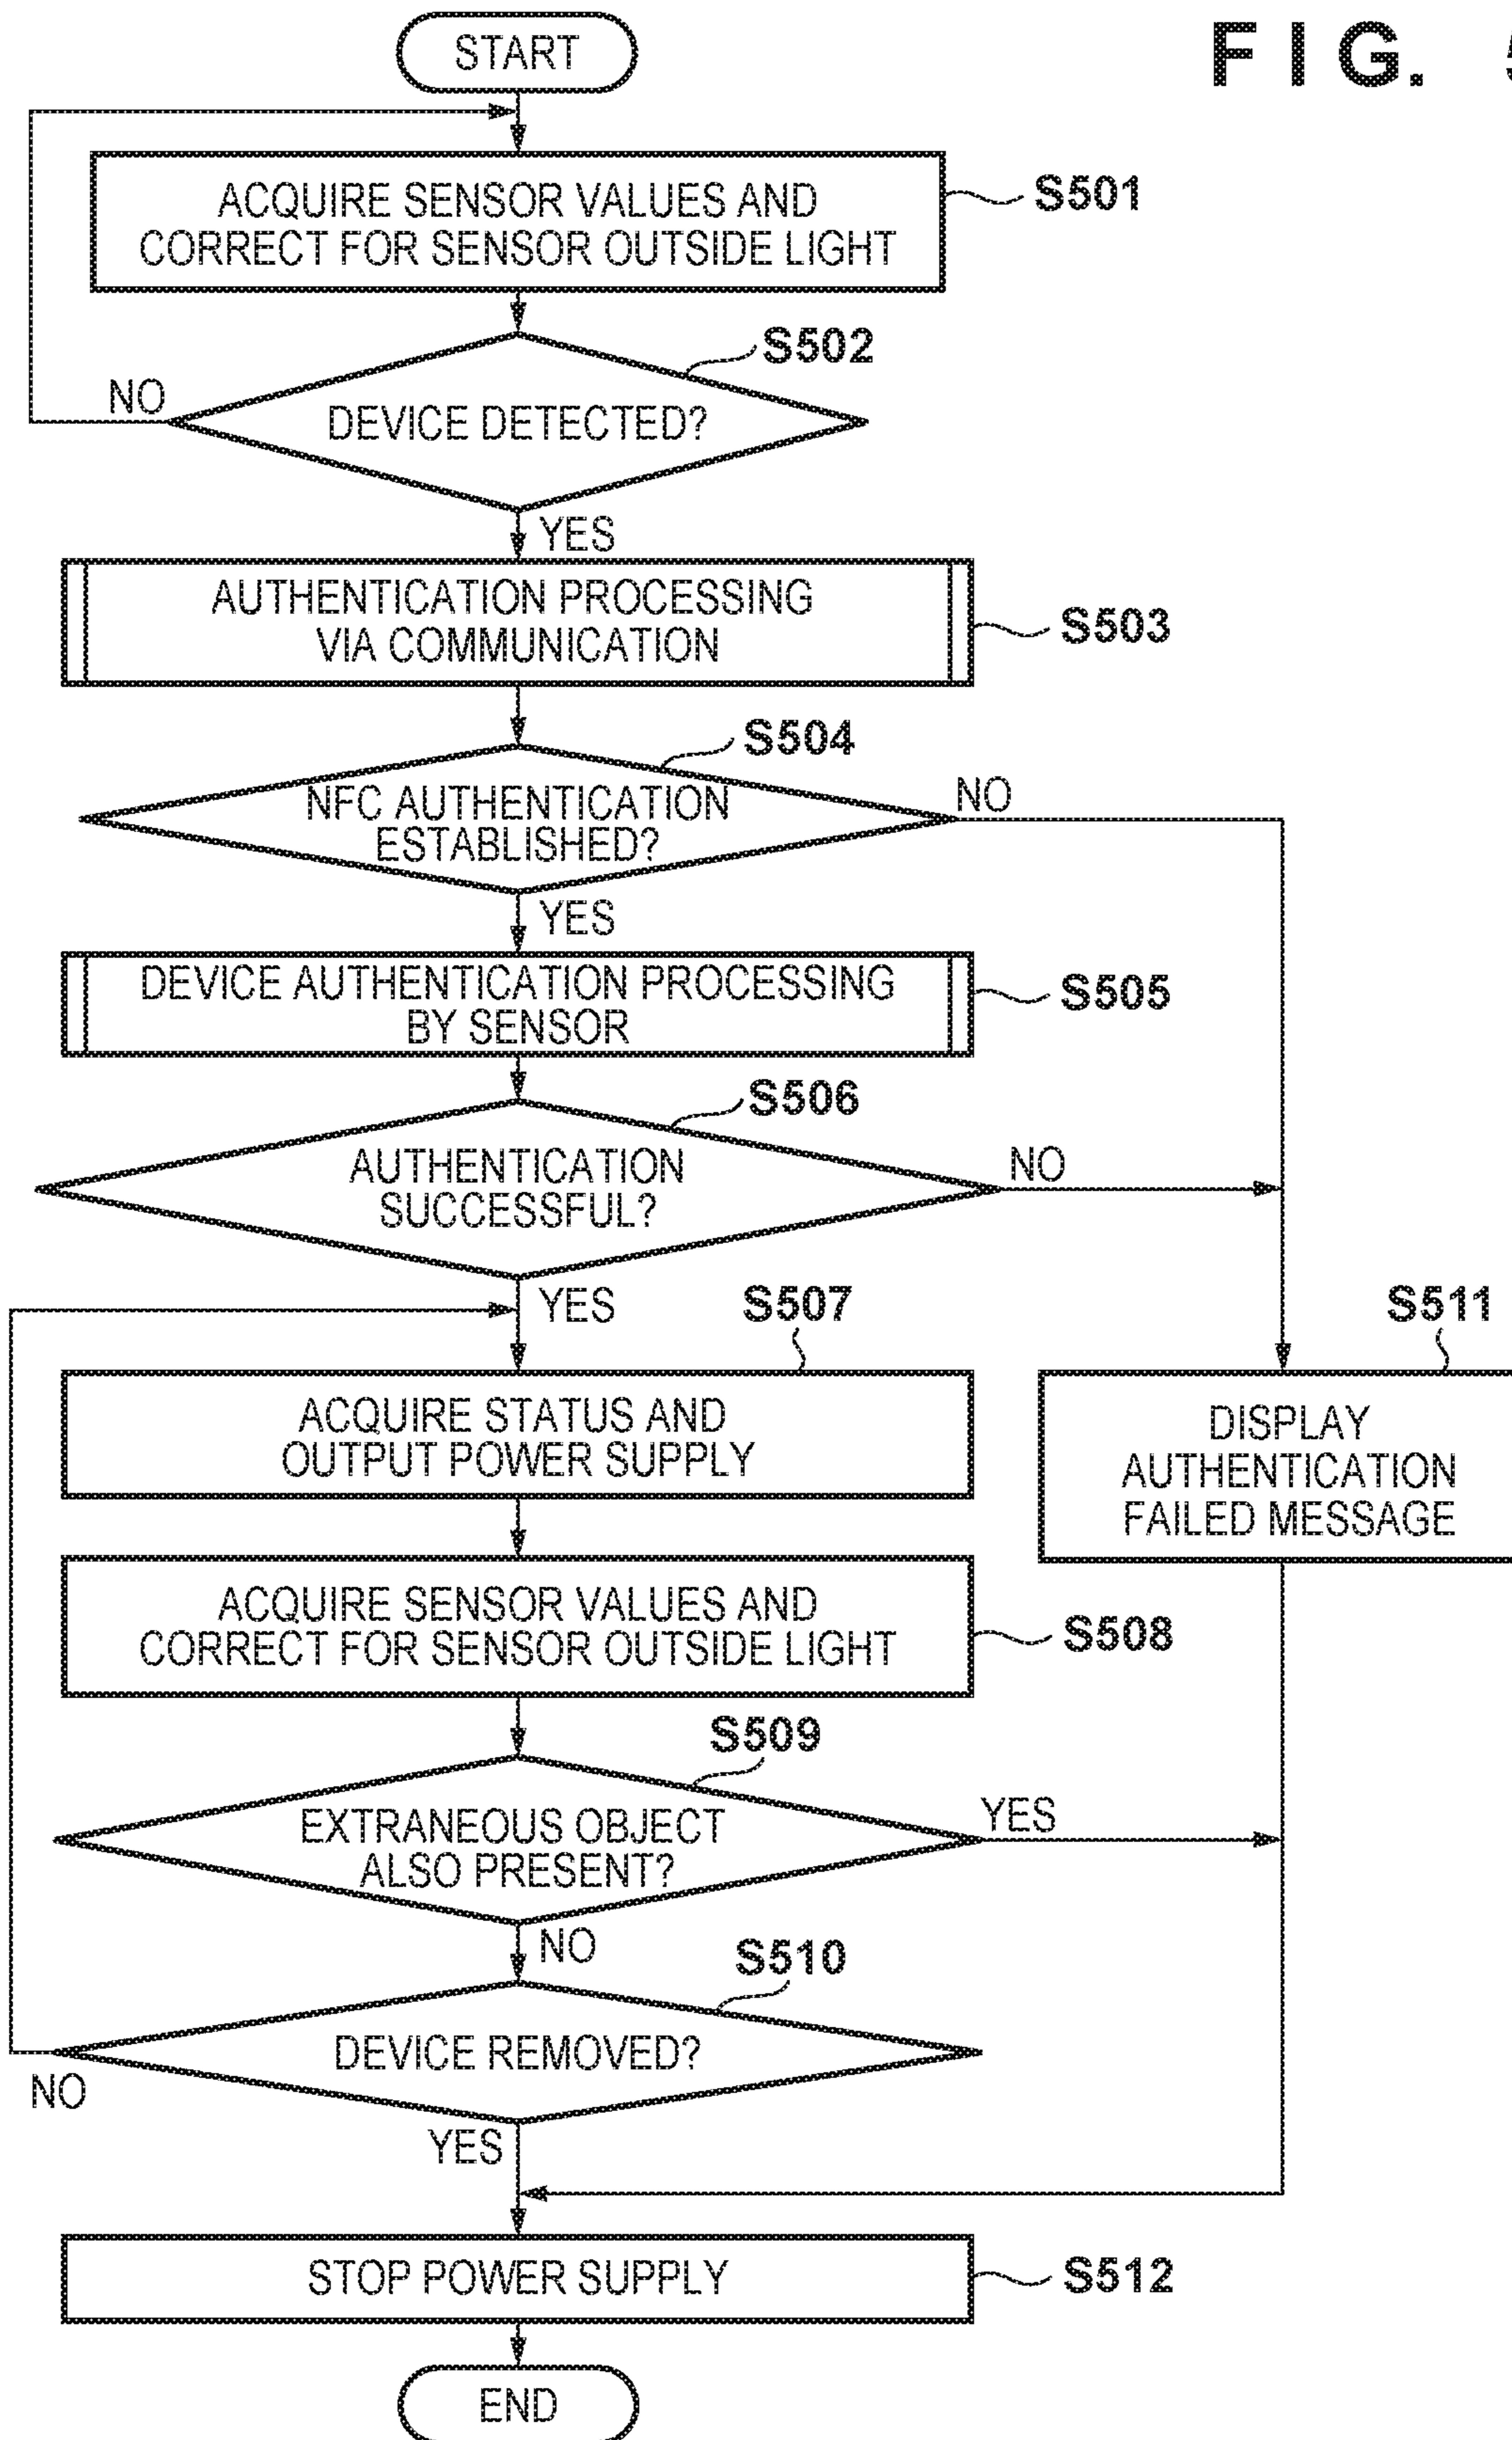 FIG. 5
START
ACQUIRE SENSOR VALUES AND
CORRECT FOR SENSOR OUTSIDE LIGHT
S501
S502
DEVICE DETECTED?
NO
YES
AUTHENTICATION PROCESSING
VIA COMMUNICATION
S503
S504
NFC AUTHENTICATION
ESTABLISHED?
NO
YES
DEVICE AUTHENTICATION PROCESSING
BY SENSOR
S505
S506
AUTHENTICATION
SUCCESSFUL?
NO
YES
S507
ACQUIRE STATUS AND
OUTPUT POWER SUPPLY
S511
DISPLAY
AUTHENTICATION
FAILED MESSAGE
ACQUIRE SENSOR VALUES AND
CORRECT FOR SENSOR OUTSIDE LIGHT
S508
S509
EXTRANEOUS OBJECT
ALSO PRESENT?
YES
NO
S510
DEVICE REMOVED?
NO
YES
STOP POWER SUPPLY
S512
END